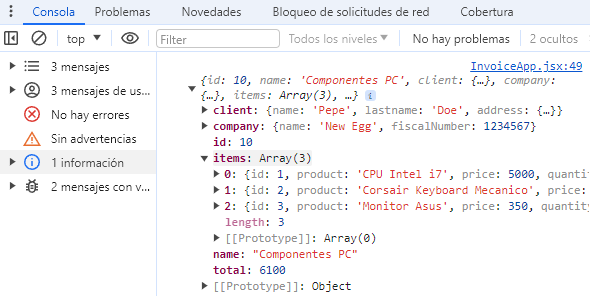 Consola Problemas Novedades Bloqueo de solicitudes de red Cobertura
top Filtrar Todos los niveles No hay problemas 2 ocultos
3 mensajes
3 mensajes de us...
No hay errores
Sin advertencias
1 información
2 mensajes con v...
InvoiceApp.jsx:49
{id: 10, name: 'Componentes PC', client: {…}, company:
{…}, items: Array(3), …} i
client: {name: 'Pepe', lastname: 'Doe', address: {…}}
company: {name: 'New Egg', fiscalNumber: 1234567}
id: 10
items: Array(3)
0: {id: 1, product: 'CPU Intel i7', price: 5000, quantit
1: {id: 2, product: 'Corsair Keyboard Mecanico', price:
2: {id: 3, product: 'Monitor Asus', price: 350, quantity
length: 3
[[Prototype]]: Array(0)
name: "Componentes PC"
total: 6100
[[Prototype]]: Object